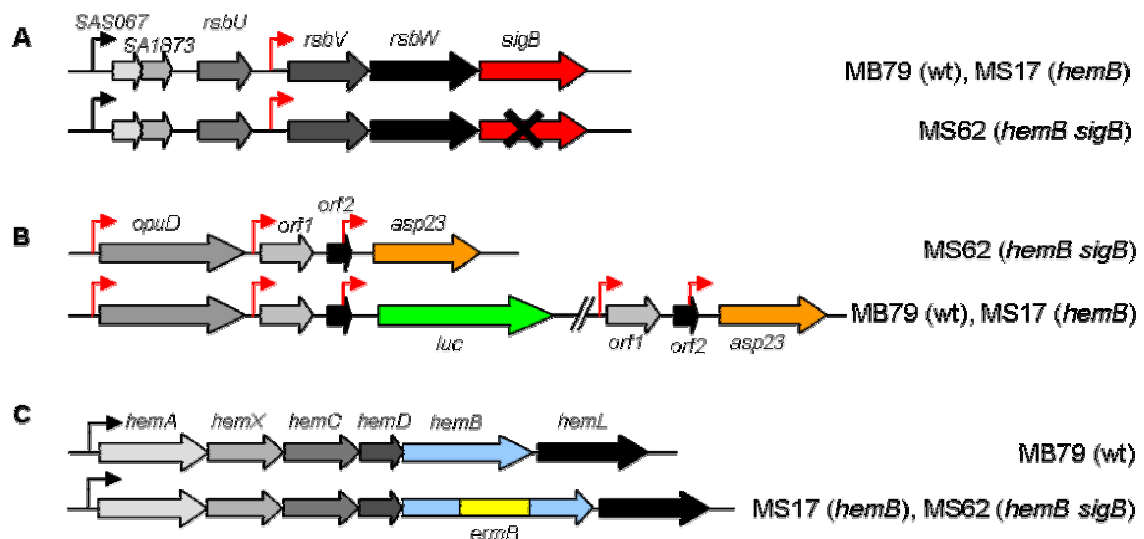 A
SAS067
SA1873
rsbU
rsbV
rsbW
sigB
MB79 (wt), MS17 (hemB)
MS62 (hemB sigB)
B
opuD
orf1
orf2
asp23
MS62 (hemB sigB)
luc
orf1
orf2
asp23
MB79 (wt), MS17 (hemB)
C
hemA
hemX
hemC
hemD
hemB
hemL
MB79 (wt)
ermB
MS17 (hemB), MS62 (hemB sigB)